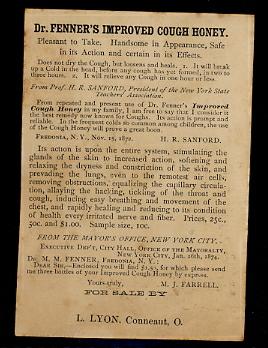 Dr. FENNER'S IMPROVED COUGH HONEY.
Pleasant to Take, Handsome in Appearance, Safe
in its Action and certain in its Effects.
Does not dry the Cough, but loosens and heals. 1. It will break
up a Cold in the head, before any cough has yet formed, in two to
three hours. 2. It will relieve any Cough in one hour or less.
From Prof. H. R. SANFORD, President of the New York State
Teachers' Association.
From repeated and present use of Dr. Fenner's Improved
Cough Honey in my family, I am free to say that I consider it
the best remedy now known for Coughs. Its action is prompt and
reliable. In the frequent colds so common among children, the use
of the Cough Honey will prove a great boon.
FREDONIA, N. Y., Nov. 15, H. R. SANFORD.
Its action is upon the entire system, stimulating the
glands of the skin to increased action, softening and
relaxing the dryness and constriction of the skin, and
pervading the lungs, even to the remotest air cells,
removing obstructions, equalizing the capillary circula-
tion, allaying the hacking, tickling of the throat and
cough, inducing easy breathing and movement of the
chest, and rapidly healing and reducing to its condition
of health every irritated nerve and fiber. Prices, 25c.,
50c. and $1.00. Sample size, 10c.
FROM THE MAYOR'S OFFICE, NEW YORK CITY.
EXECUTIVE DEP'T, CITY HALL, OFFICE OF THE MAYORALTY,
NEW YORK CITY, Jan. 16th, 1874.
DR. M. M. FENNER, FREDONIA, N. Y.:
DEAR SIR,—Enclosed you will find for which please send
me three bottles of your Improved Cough Honey by express.
Yours truly, M. J. FARRELL.
FOR SALE BY
L. LYON, Conneaut, O.